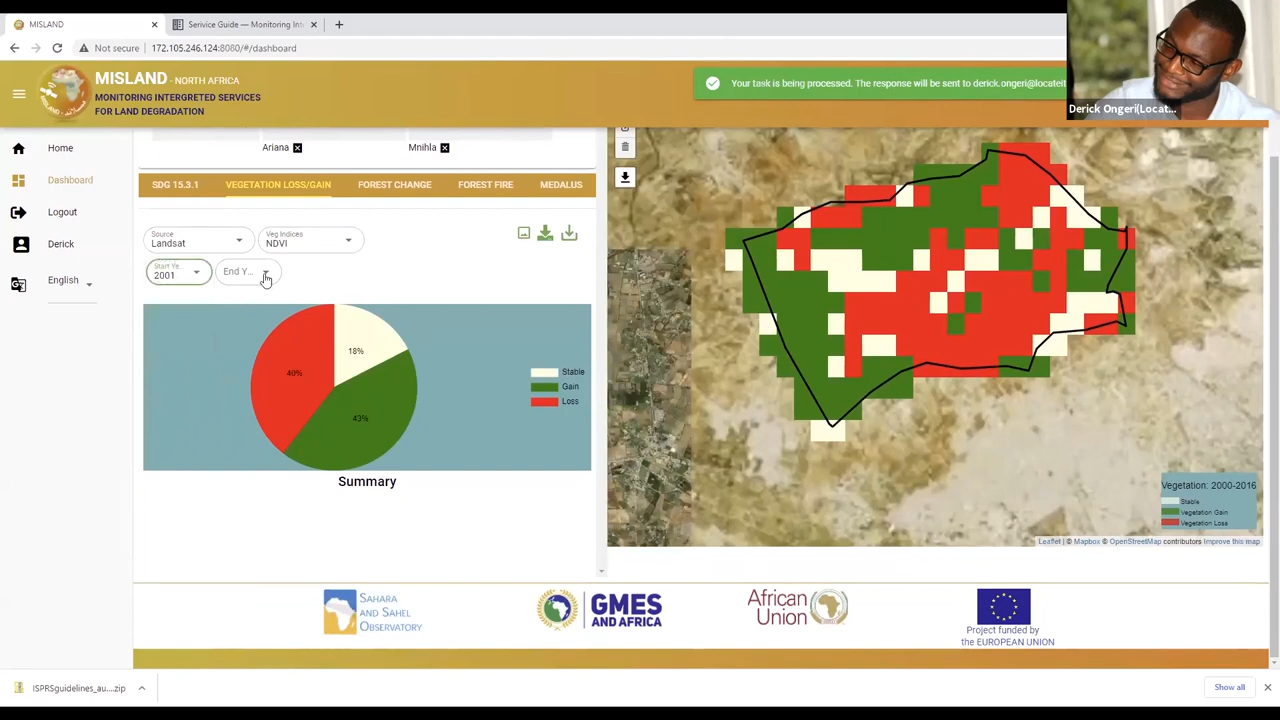 MISLAND
Serivice Guide — Monitoring Int
Not secure
172.105.246.124:8080/#/dashboard
MISLAND - NORTH AFRICA
MONITORING INTERGRETED SERVICES
FOR LAND DEGRADATION
Your task is being processed. The response will be sent to derick.ongeri@locateit
Derick Ongeri(Locat...
Home
Dashboard
Logout
Derick
English
Ariana
Mnihla
SDG 15.3.1
VEGETATION LOSS/GAIN
FOREST CHANGE
FOREST FIRE
MEDALUS
Source
Landsat
Veg Indices
NDVI
Start Ye...
2001
End Y...
18%
40%
43%
Stable
Gain
Loss
Summary
Vegetation: 2000-2016
Stable
Vegetation Gain
Vegetation Loss
Leaflet | © Mapbox © OpenStreetMap contributors Improve this map
SAHARA
AND SAHEL
OBSERVATORY
GMES
AND AFRICA
African
Union
Project funded by
the EUROPEAN UNION
ISPRSguidelines_au....zip
Show all